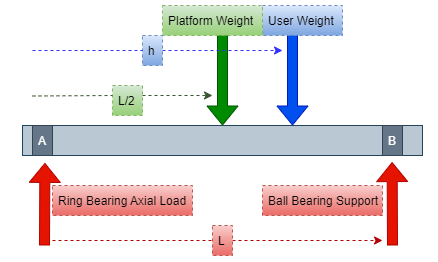 Platform Weight
User Weight
h
L/2
A
B
Ring Bearing Axial Load
Ball Bearing Support
L